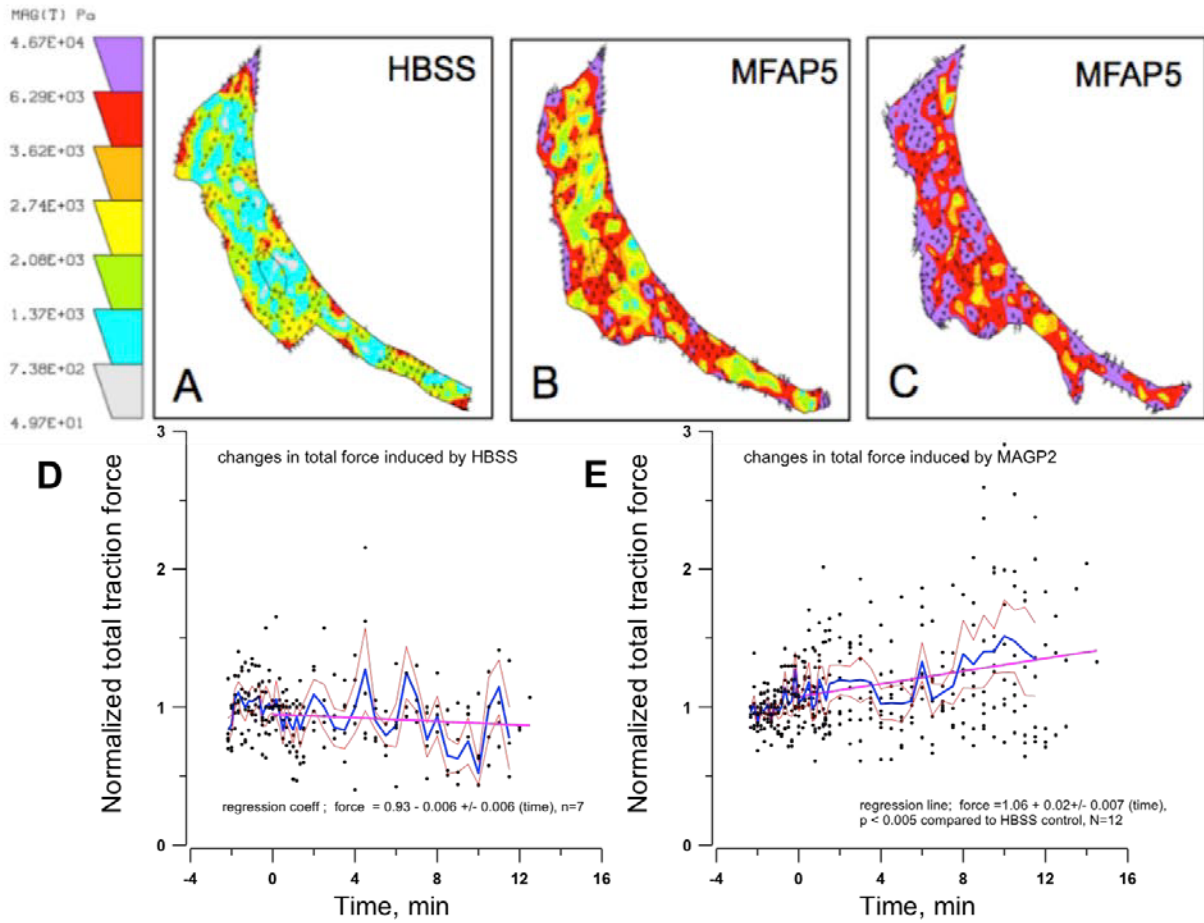 MAG(T) Pa
4.67E+04
6.29E+03
3.62E+03
2.74E+03
2.08E+03
1.37E+03
7.38E+02
4.97E+01
HBSS
A
MFAP5
B
MFAP5
C
D
changes in total force induced by HBSS
Normalized total traction force
3
2
1
0
regression coeff ; force = 0.93 - 0.006 +/- 0.006 (time), n=7
-4 0 4 8 12 16
Time, min
E
changes in total force induced by MAGP2
Normalized total traction force
3
2
1
0
regression line; force =1.06 + 0.02+/- 0.007 (time),
p < 0.005 compared to HBSS control, N=12
-4 0 4 8 12 16
Time, min